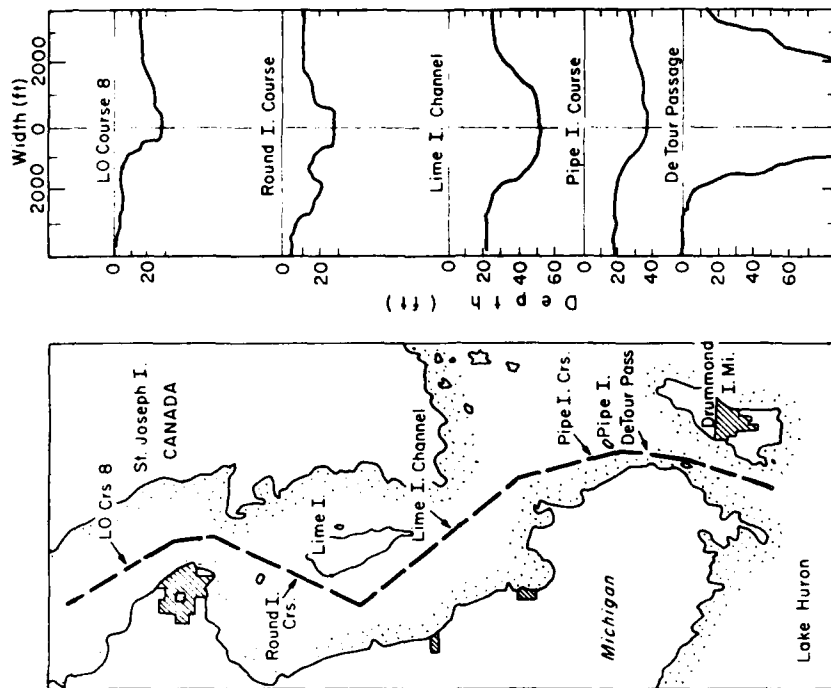 Width (ft)
2000 0 2000
LO Course 8
0
20
Round I. Course
0
20
Lime I. Channel
0
20
40
60
Pipe I. Course
0
20
40
De Tour Passage
0
20
40
60
80
Depth (ft)
LO Crs 8
St. Joseph I.
CANADA
Round I.
Crs.
Lime I.
Lime I. Channel
Pipe I. Crs.
Pipe I.
DeTour Pass
Drummond
I. Mi.
Michigan
Lake Huron